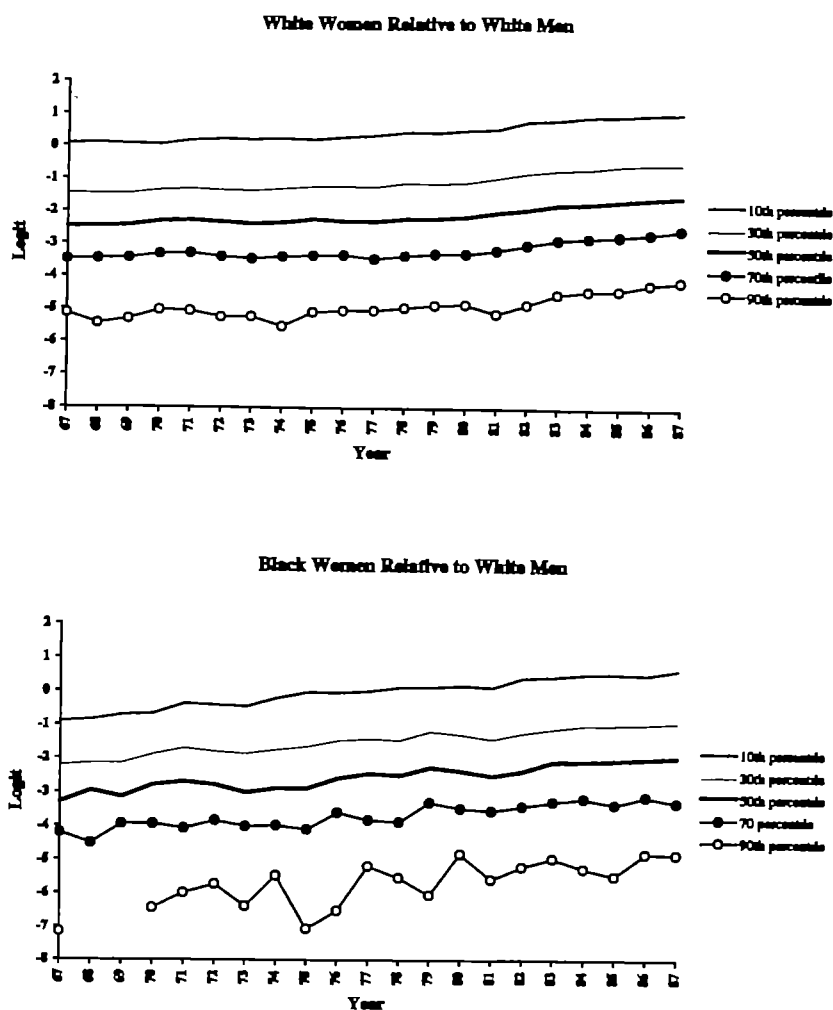 White Women Relative to White Men
2
1
0
-1
-2
-3
-4
-5
-6
-7
-8
Logit
67 68 69 70 71 72 73 74 75 76 77 78 79 80 81 82 83 84 85 86 87
Year
10th percentile
30th percentile
50th percentile
70th percentile
90th percentile
Black Women Relative to White Men
2
1
0
-1
-2
-3
-4
-5
-6
-7
-8
Logit
67 68 69 70 71 72 73 74 75 76 77 78 79 80 81 82 83 84 85 86 87
Year
10th percentile
30th percentile
50th percentile
70 percentile
90th percentile